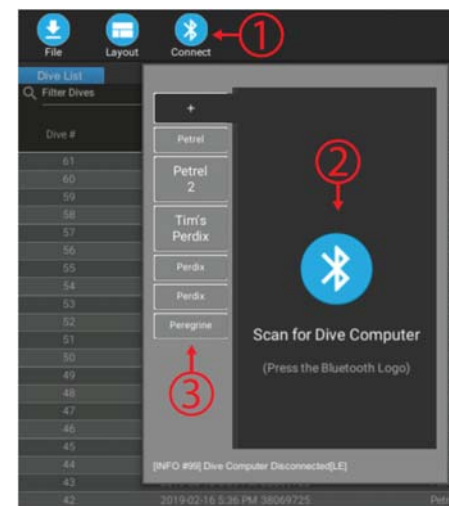 File Layout Connect
1
Dive List
Filter Dives
Dive #
+
Petrel
Petrel
2
Tim's
Perdix
Perdix
Perdix
Peregrine
2
Scan for Dive Computer
(Press the Bluetooth Logo)
3
61
60
59
58
57
56
55
54
53
52
51
50
49
48
47
46
45
44
43
42
[INFO #99] Dive Computer Disconnected[LE]
2019-02-16 5:36 PM 38069725